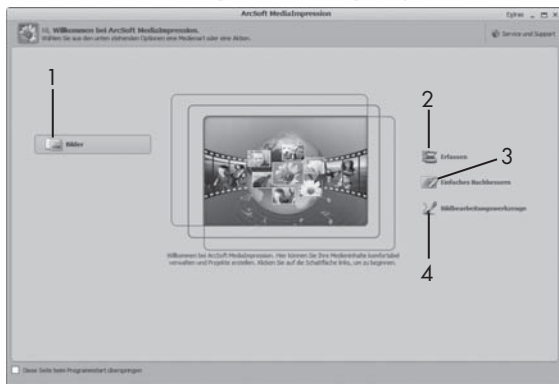 ArcSoft MediaImpression
Extras
Hi, Willkommen bei ArcSoft MediaImpression.
Wählen Sie aus den unten stehenden Optionen eine Medienart oder eine Aktion.
Service und Support
1
Bilder
2
Erfassen
3
Einfaches Nachbessern
Bildbearbeitungswerkzeuge
4
Willkommen bei ArcSoft MediaImpression. Hier können Sie Ihre Medieninhalte komfortabel
verwalten und Projekte erstellen. Klicken Sie auf die Schaltfläche links, um zu beginnen.
Diese Seite beim Programmstart überspringen